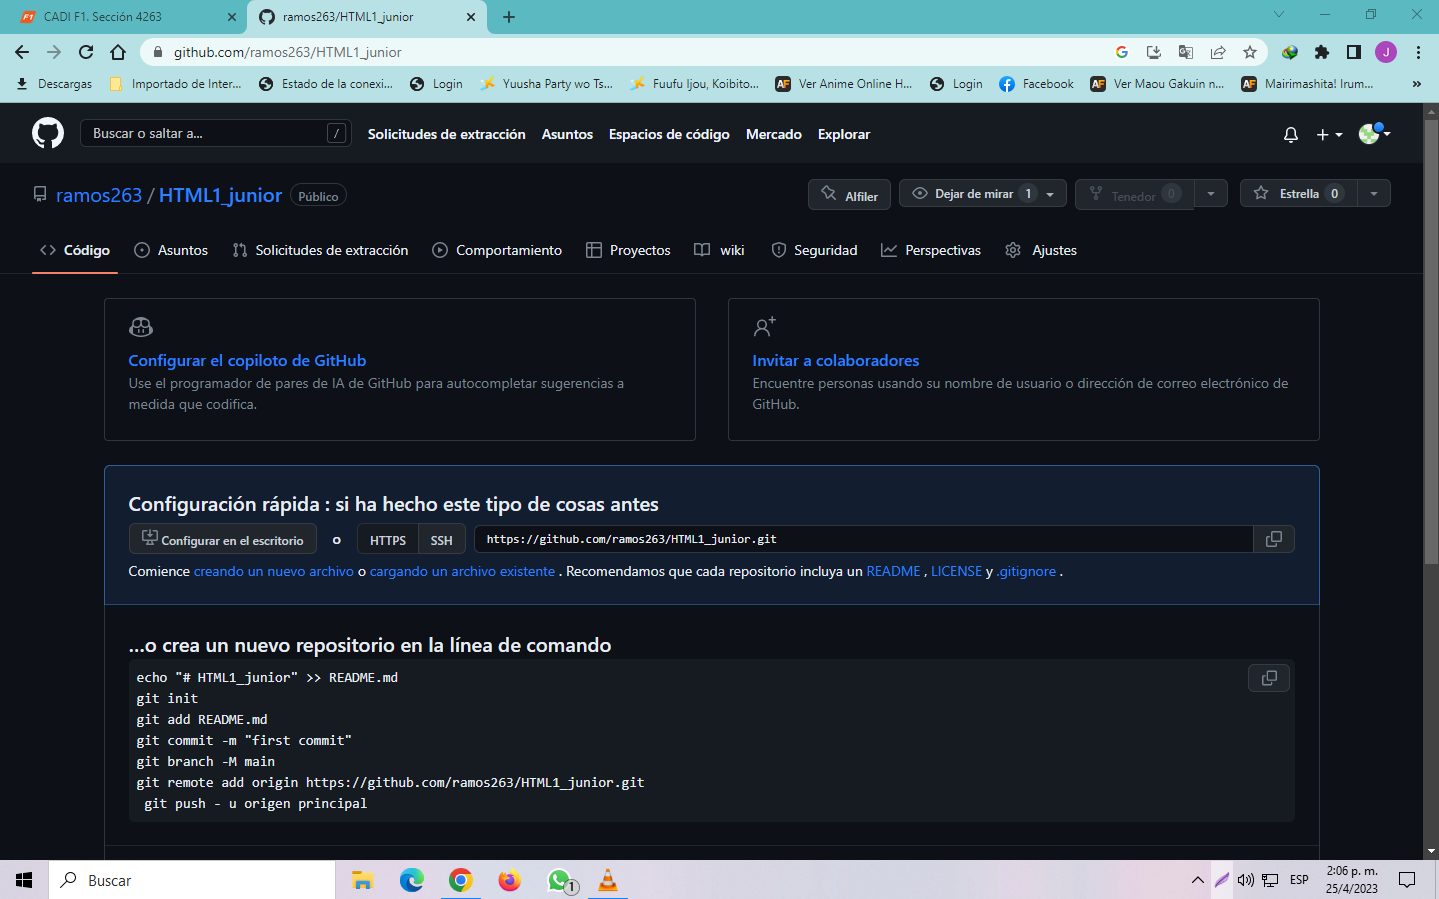 CADI F1. Sección 4263
ramos263/HTML1_junior
github.com/ramos263/HTML1_junior
J
Descargas
Importado de Inter...
Estado de la conexi...
Login
Yuusha Party wo Ts...
Fuufu Ijou, Koibito...
Ver Anime Online H...
Login
Facebook
Ver Maou Gakuin n...
Mairimashita! Irum...
»
Buscar o saltar a...
/
Solicitudes de extracción
Asuntos
Espacios de código
Mercado
Explorar
ramos263 / HTML1_junior
Público
Alfiler
Dejar de mirar 1
Tenedor 0
Estrella 0
Código
Asuntos
Solicitudes de extracción
Comportamiento
Proyectos
wiki
Seguridad
Perspectivas
Ajustes
Configurar el copiloto de GitHub
Use el programador de pares de IA de GitHub para autocompletar sugerencias a
medida que codifica.
Invitar a colaboradores
Encuentre personas usando su nombre de usuario o dirección de correo electrónico de
GitHub.
Configuración rápida : si ha hecho este tipo de cosas antes
Configurar en el escritorio
o
HTTPS
SSH
https://github.com/ramos263/HTML1_junior.git
Comience creando un nuevo archivo o cargando un archivo existente . Recomendamos que cada repositorio incluya un README , LICENSE y .gitignore .
...o crea un nuevo repositorio en la línea de comando
echo "# HTML1_junior" >> README.md
git init
git add README.md
git commit -m "first commit"
git branch -M main
git remote add origin https://github.com/ramos263/HTML1_junior.git
git push - u origen principal
Buscar
1
ESP
2:06 p. m.
25/4/2023